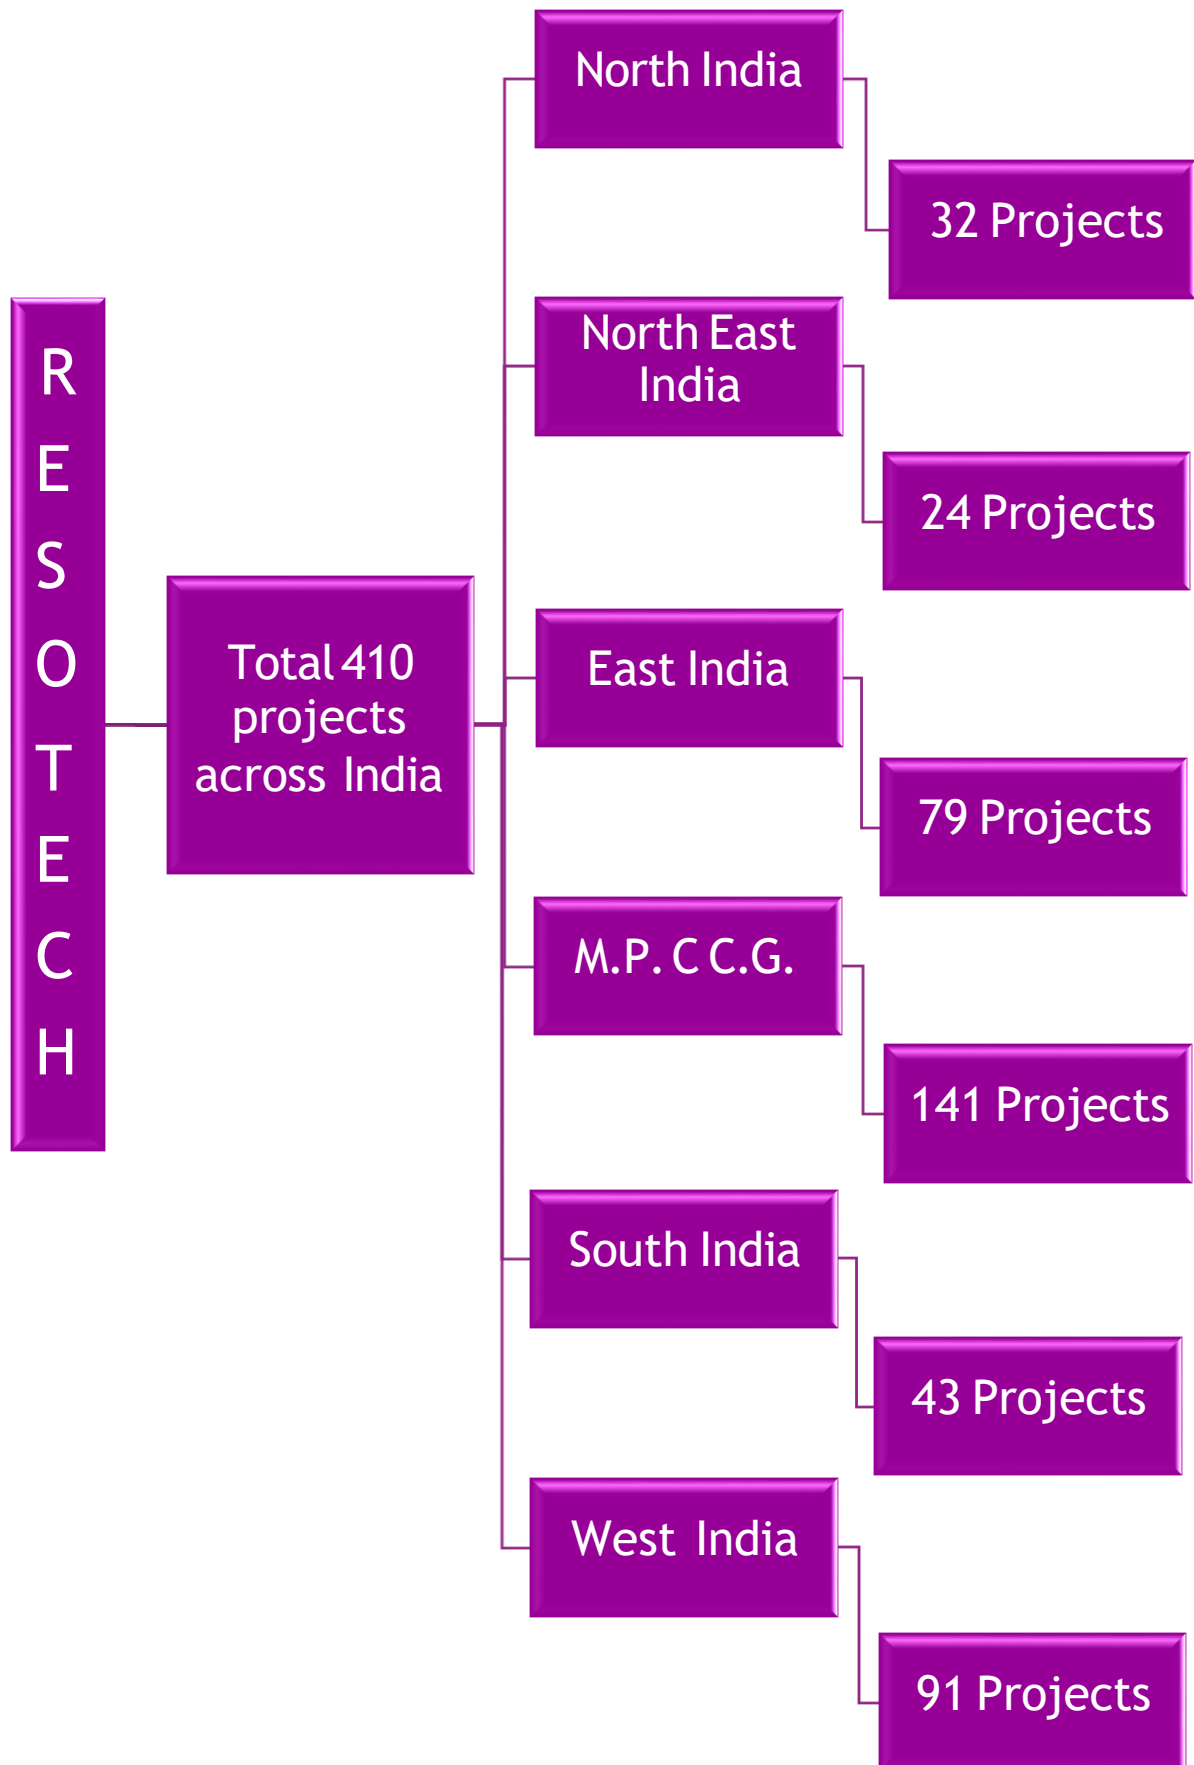 R
E
S
O
T
E
C
H
Total 410
projects
across India
North India
32 Projects
North East
India
24 Projects
East India
79 Projects
M.P. C C.G.
141 Projects
South India
43 Projects
West India
91 Projects